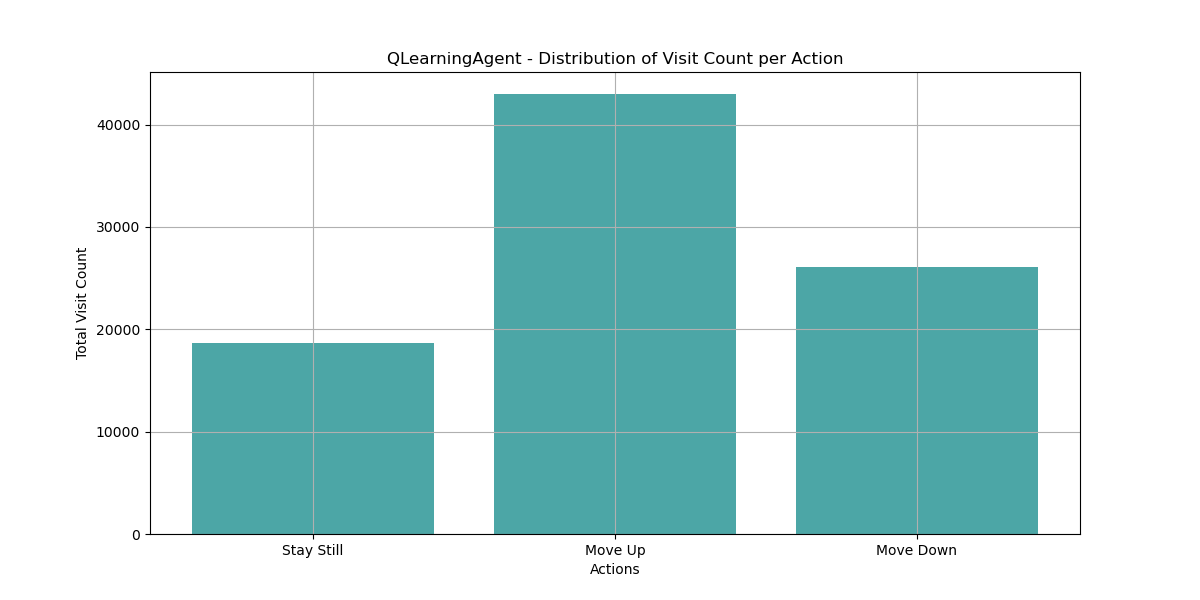 QLearningAgent - Distribution of Visit Count per Action
Total Visit Count
40000
30000
20000
10000
0
Stay Still
Move Up
Move Down
Actions